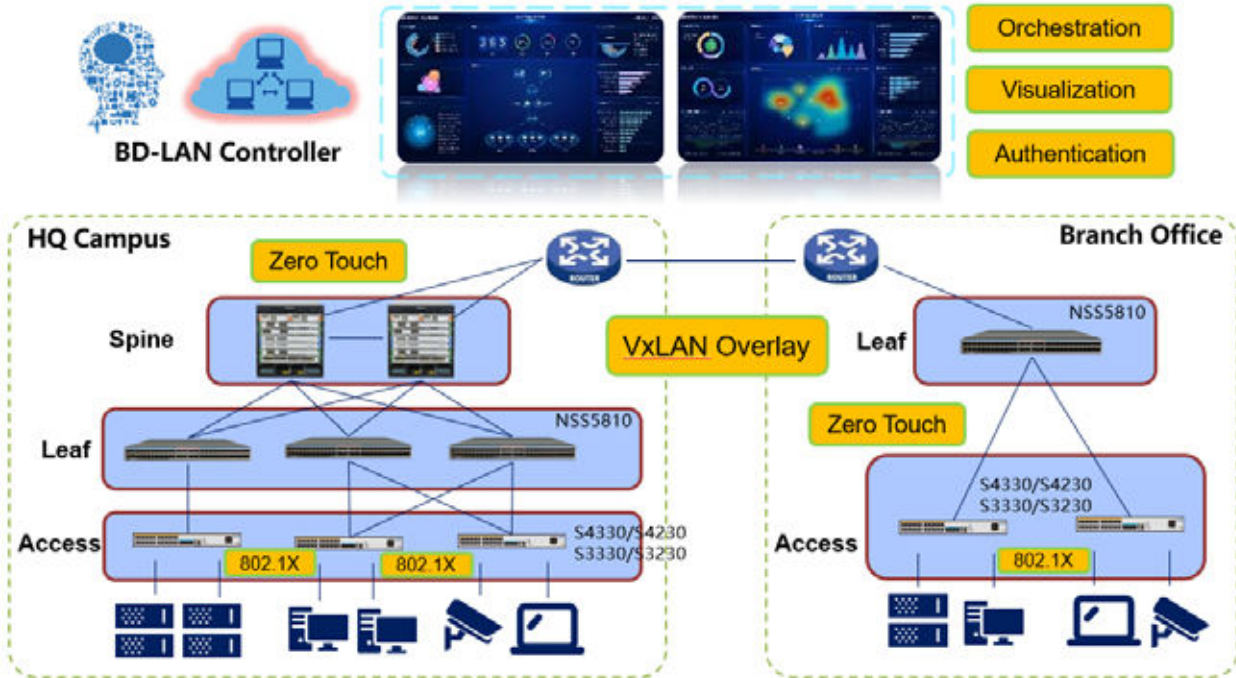 Orchestration
Visualization
Authentication
BD-LAN Controller
HQ Campus
Zero Touch
ROUTER
Spine
VxLAN Overlay
NSS5810
Leaf
Access
S4330/S4230
S3330/S3230
802.1X
802.1X
Branch Office
ROUTER
NSS5810
Leaf
Zero Touch
S4330/S4230
S3330/S3230
Access
802.1X